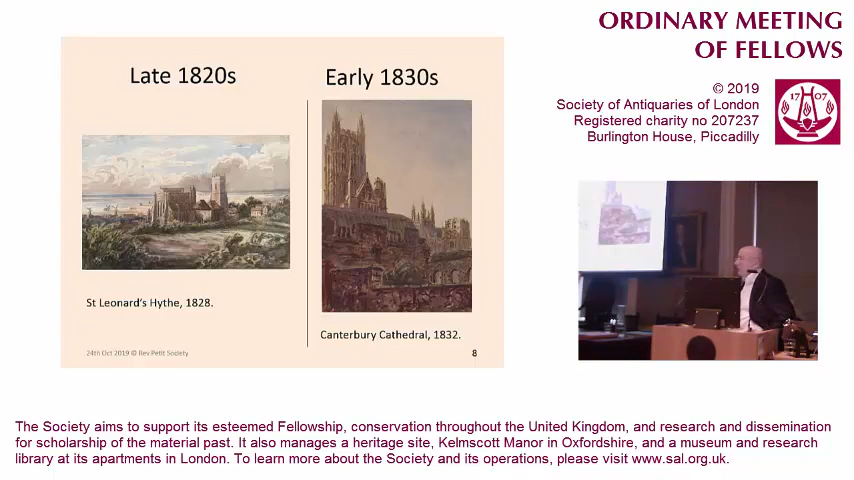 ORDINARY MEETING
OF FELLOWS
© 2019
Society of Antiquaries of London
Registered charity no 207237
Burlington House, Piccadilly
17 07
Late 1820s
Early 1830s
St Leonard's Hythe, 1828.
Canterbury Cathedral, 1832.
24th Oct 2019 © Rev Petit Society
8
The Society aims to support its esteemed Fellowship, conservation throughout the United Kingdom, and research and dissemination
for scholarship of the material past. It also manages a heritage site, Kelmscott Manor in Oxfordshire, and a museum and research
library at its apartments in London. To learn more about the Society and its operations, please visit www.sal.org.uk.